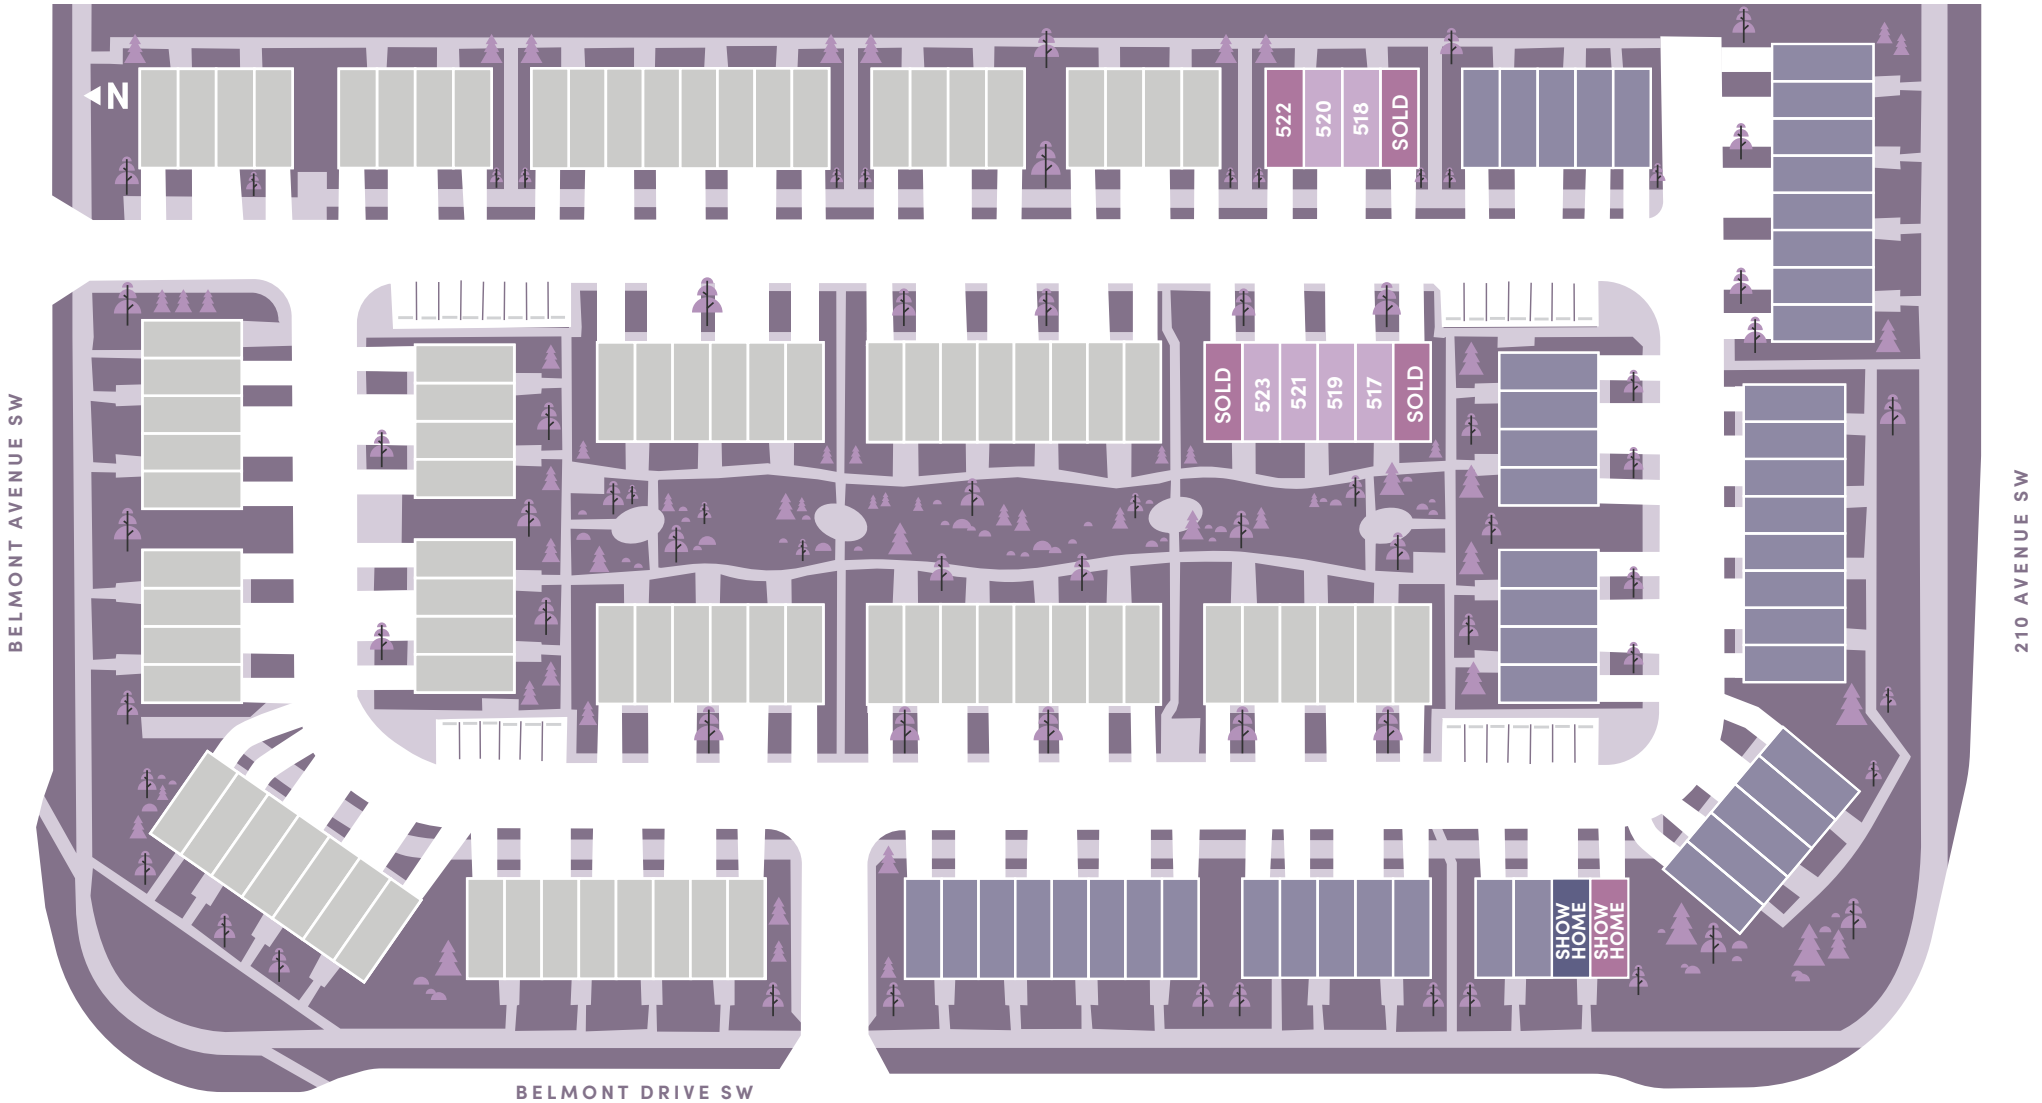 N
522
520
518
SOLD
SOLD
523
521
519
517
SOLD
BELMONT AVENUE SW
210 AVENUE SW
SHOW
HOME
SHOW
HOME
BELMONT DRIVE SW